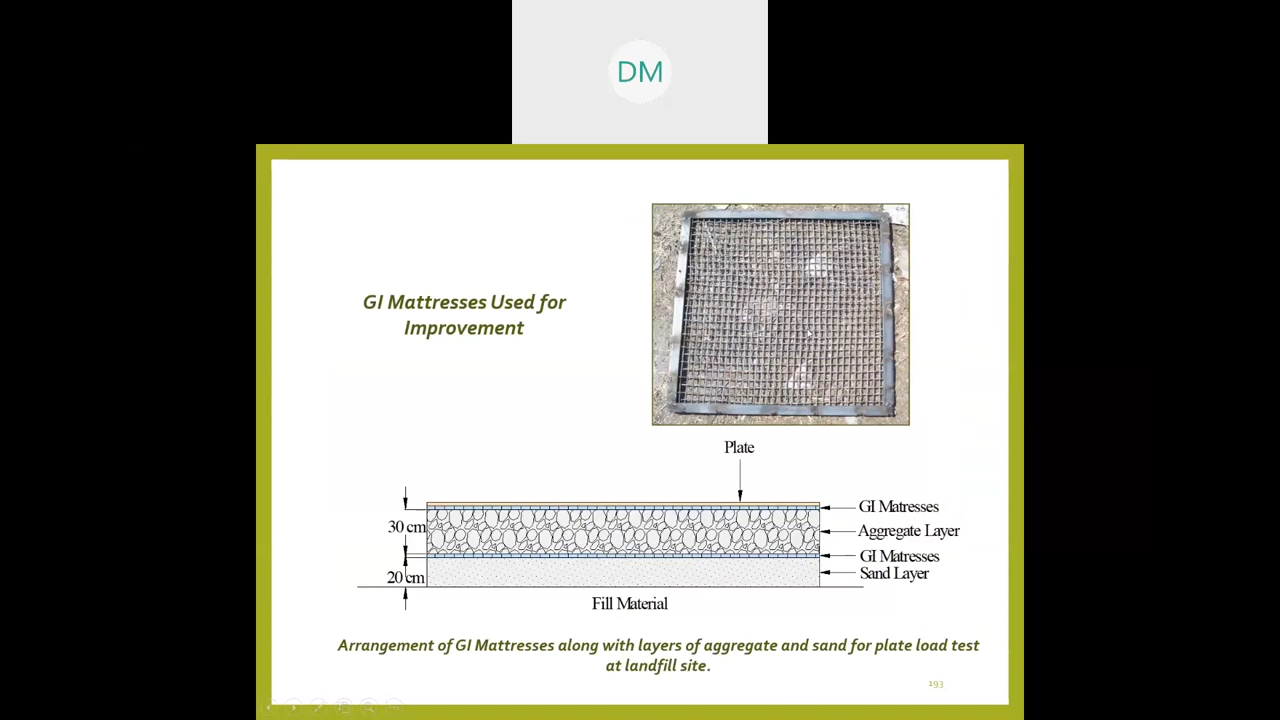 DM
GI Mattresses Used for
Improvement
Plate
GI Matresses
30 cm
Aggregate Layer
GI Matresses
20 cm
Sand Layer
Fill Material
Arrangement of GI Mattresses along with layers of aggregate and sand for plate load test
at landfill site.
193